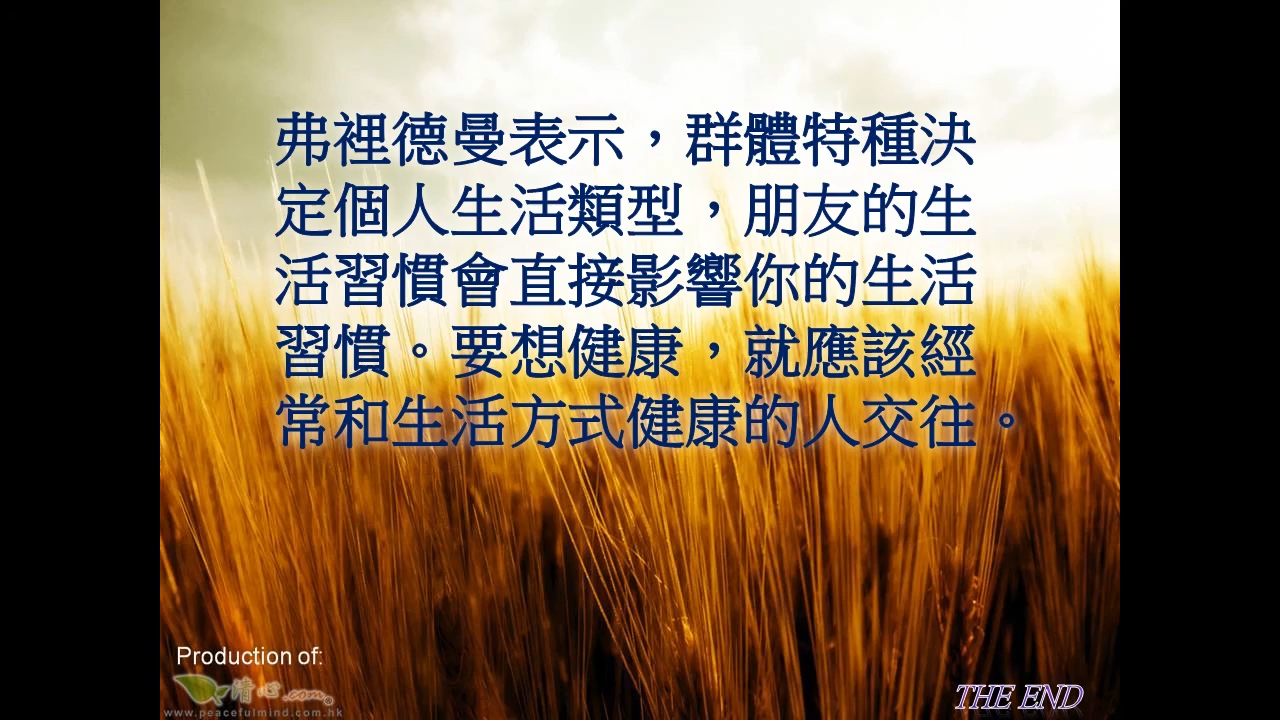 弗裡德曼表示，群體特種決
定個人生活類型，朋友的生
活習慣會直接影響你的生活
習慣。要想健康，就應該經
常和生活方式健康的人交往。
Production of:
清心.com
www.peacefulmind.com.hk
THE END